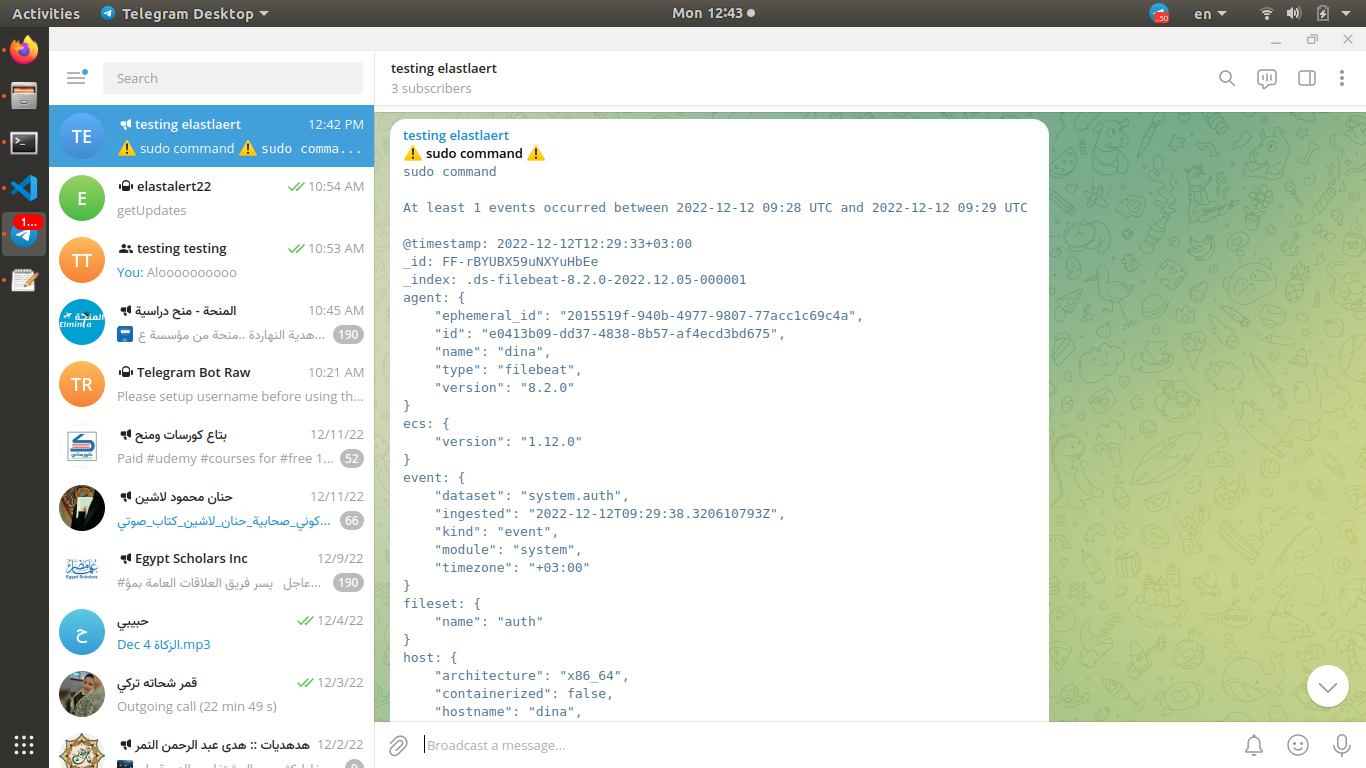 Activities
Telegram Desktop
Mon 12:43
50
en
Search
TE
testing elastlaert
12:42 PM
⚠️ sudo command ⚠️ sudo comma...
E
elastalert22
10:54 AM
getUpdates
TT
testing testing
10:53 AM
You: Aloooooooooo
المنحة - منح دراسية
10:45 AM
هدية النهاردة ..منحة من مؤسسة ع...
190
TR
Telegram Bot Raw
10:21 AM
Please setup username before using th...
بتاع كورسات ومنح
12/11/22
Paid #udemy #courses for #free 1...
52
حنان محمود لاشين
12/11/22
كوني_صحابية_حنان_لاشين_كتاب_صوتي...
66
Egypt Scholars Inc
12/9/22
#عاجل يسر فريق العلاقات العامة بمؤ...
190
ح
حبيبي
12/4/22
Dec 4 الزكاة.mp3
قمر شحاته تركي
12/3/22
Outgoing call (22 min 49 s)
هدهديات :: هدى عبد الرحمن النمر
12/2/22
1...
testing elastlaert
3 subscribers
testing elastlaert
⚠️ sudo command ⚠️
sudo command
At least 1 events occurred between 2022-12-12 09:28 UTC and 2022-12-12 09:29 UTC
@timestamp: 2022-12-12T12:29:33+03:00
_id: FF-rBYUBX59uNXYuHbEe
_index: .ds-filebeat-8.2.0-2022.12.05-000001
agent: {
"ephemeral_id": "2015519f-940b-4977-9807-77acc1c69c4a",
"id": "e0413b09-dd37-4838-8b57-af4ecd3bd675",
"name": "dina",
"type": "filebeat",
"version": "8.2.0"
}
ecs: {
"version": "1.12.0"
}
event: {
"dataset": "system.auth",
"ingested": "2022-12-12T09:29:38.320610793Z",
"kind": "event",
"module": "system",
"timezone": "+03:00"
}
fileset: {
"name": "auth"
}
host: {
"architecture": "x86_64",
"containerized": false,
"hostname": "dina",
Broadcast a message...